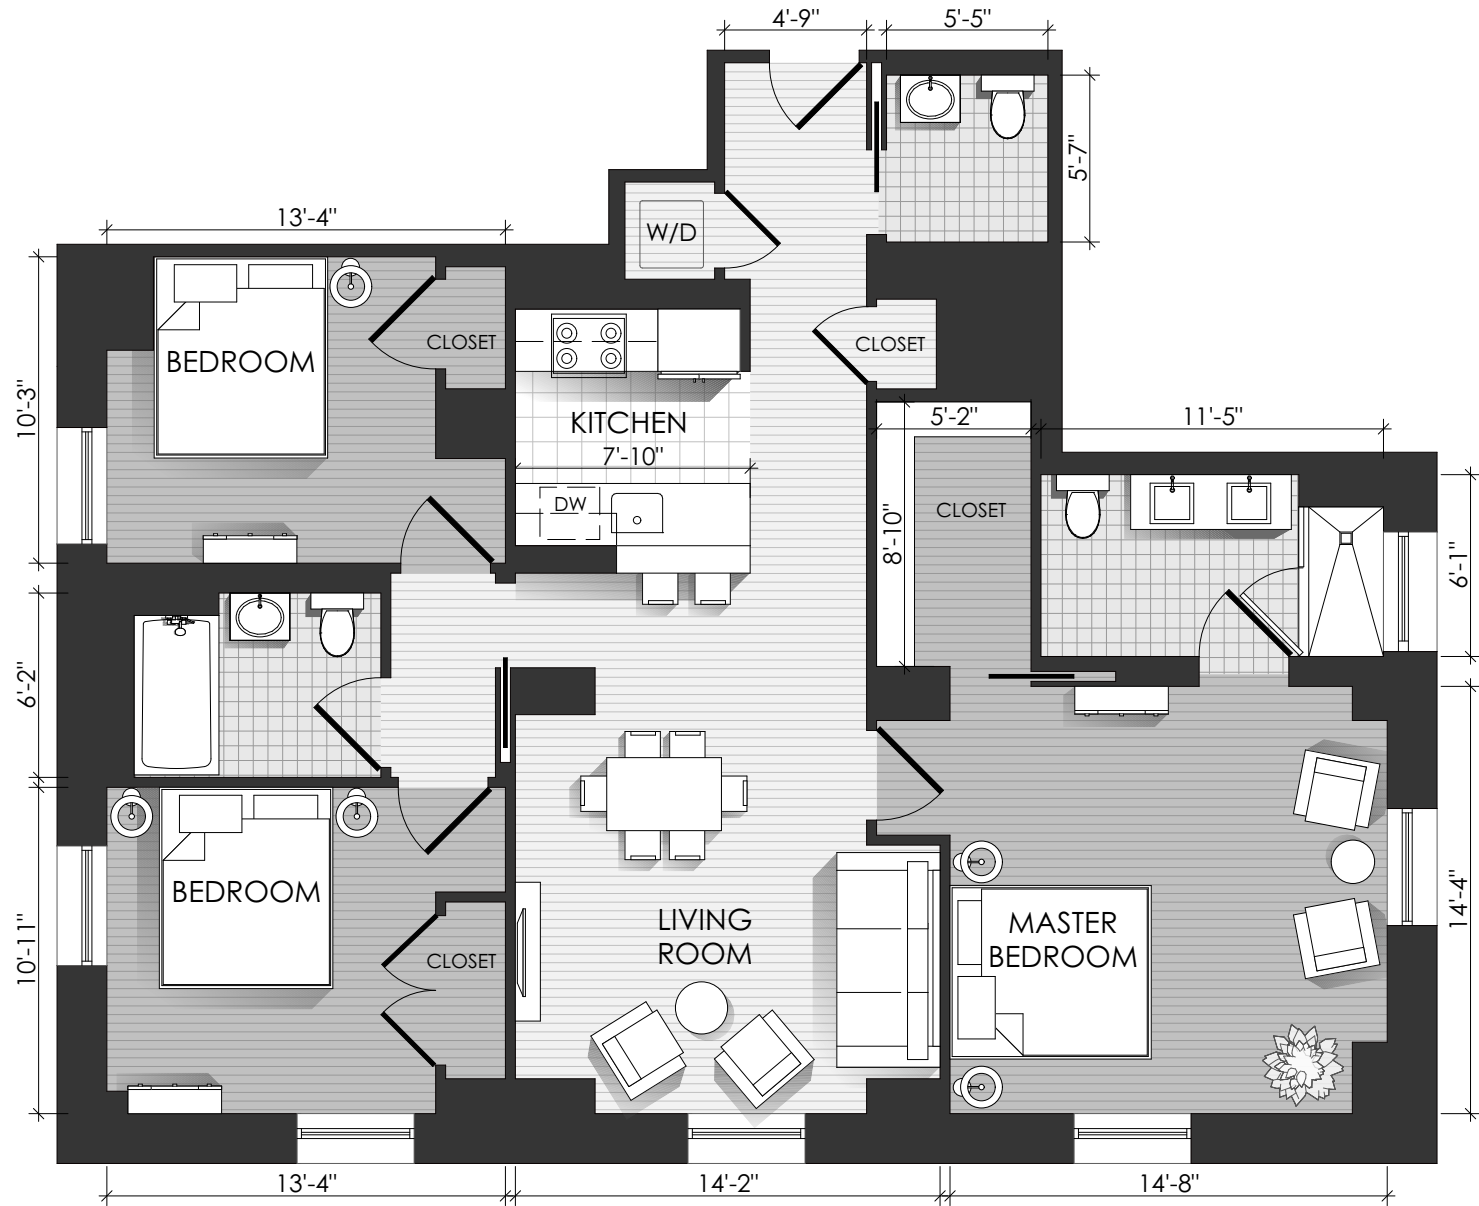 4'-9"
5'-5"
5'-7"
W/D
13'-4"
CLOSET
CLOSET
BEDROOM
10'-3"
KITCHEN
7'-10"
DW
5'-2"
11'-5"
CLOSET
8'-10"
6'-1"
6'-2"
BEDROOM
10'-11"
CLOSET
LIVING
ROOM
MASTER
BEDROOM
14'-4"
13'-4"
14'-2"
14'-8"